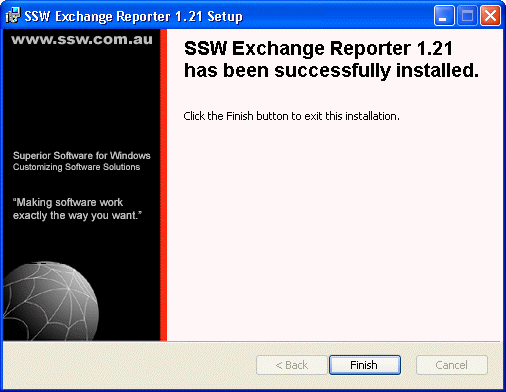 SSW Exchange Reporter 1.21 Setup
www.ssw.com.au
SSW Exchange Reporter 1.21
has been successfully installed.
Click the Finish button to exit this installation.
Superior Software for Windows
Customizing Software Solutions
“Making software work
exactly the way you want.”
< Back
Finish
Cancel